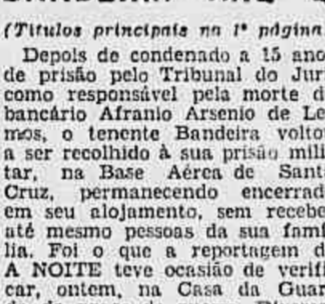 (Titulos principais na 1ª página
Depois de condenado a 15 ano
de prisão pelo Tribunal do Jur
como responsável pela morte d
bancário Afranio Arsenio de Le
mos, o tenente Bandeira volto
a ser recolhido à sua prisão mili
tar, na Base Aérea de Sant
Cruz, permanecendo encerrad
em seu alojamento, sem recebe
até mesmo pessoas da sua famí
lia. Foi o que a reportagem d
A NOITE teve ocasião de verifi
car, ontem, na Casa da Guar